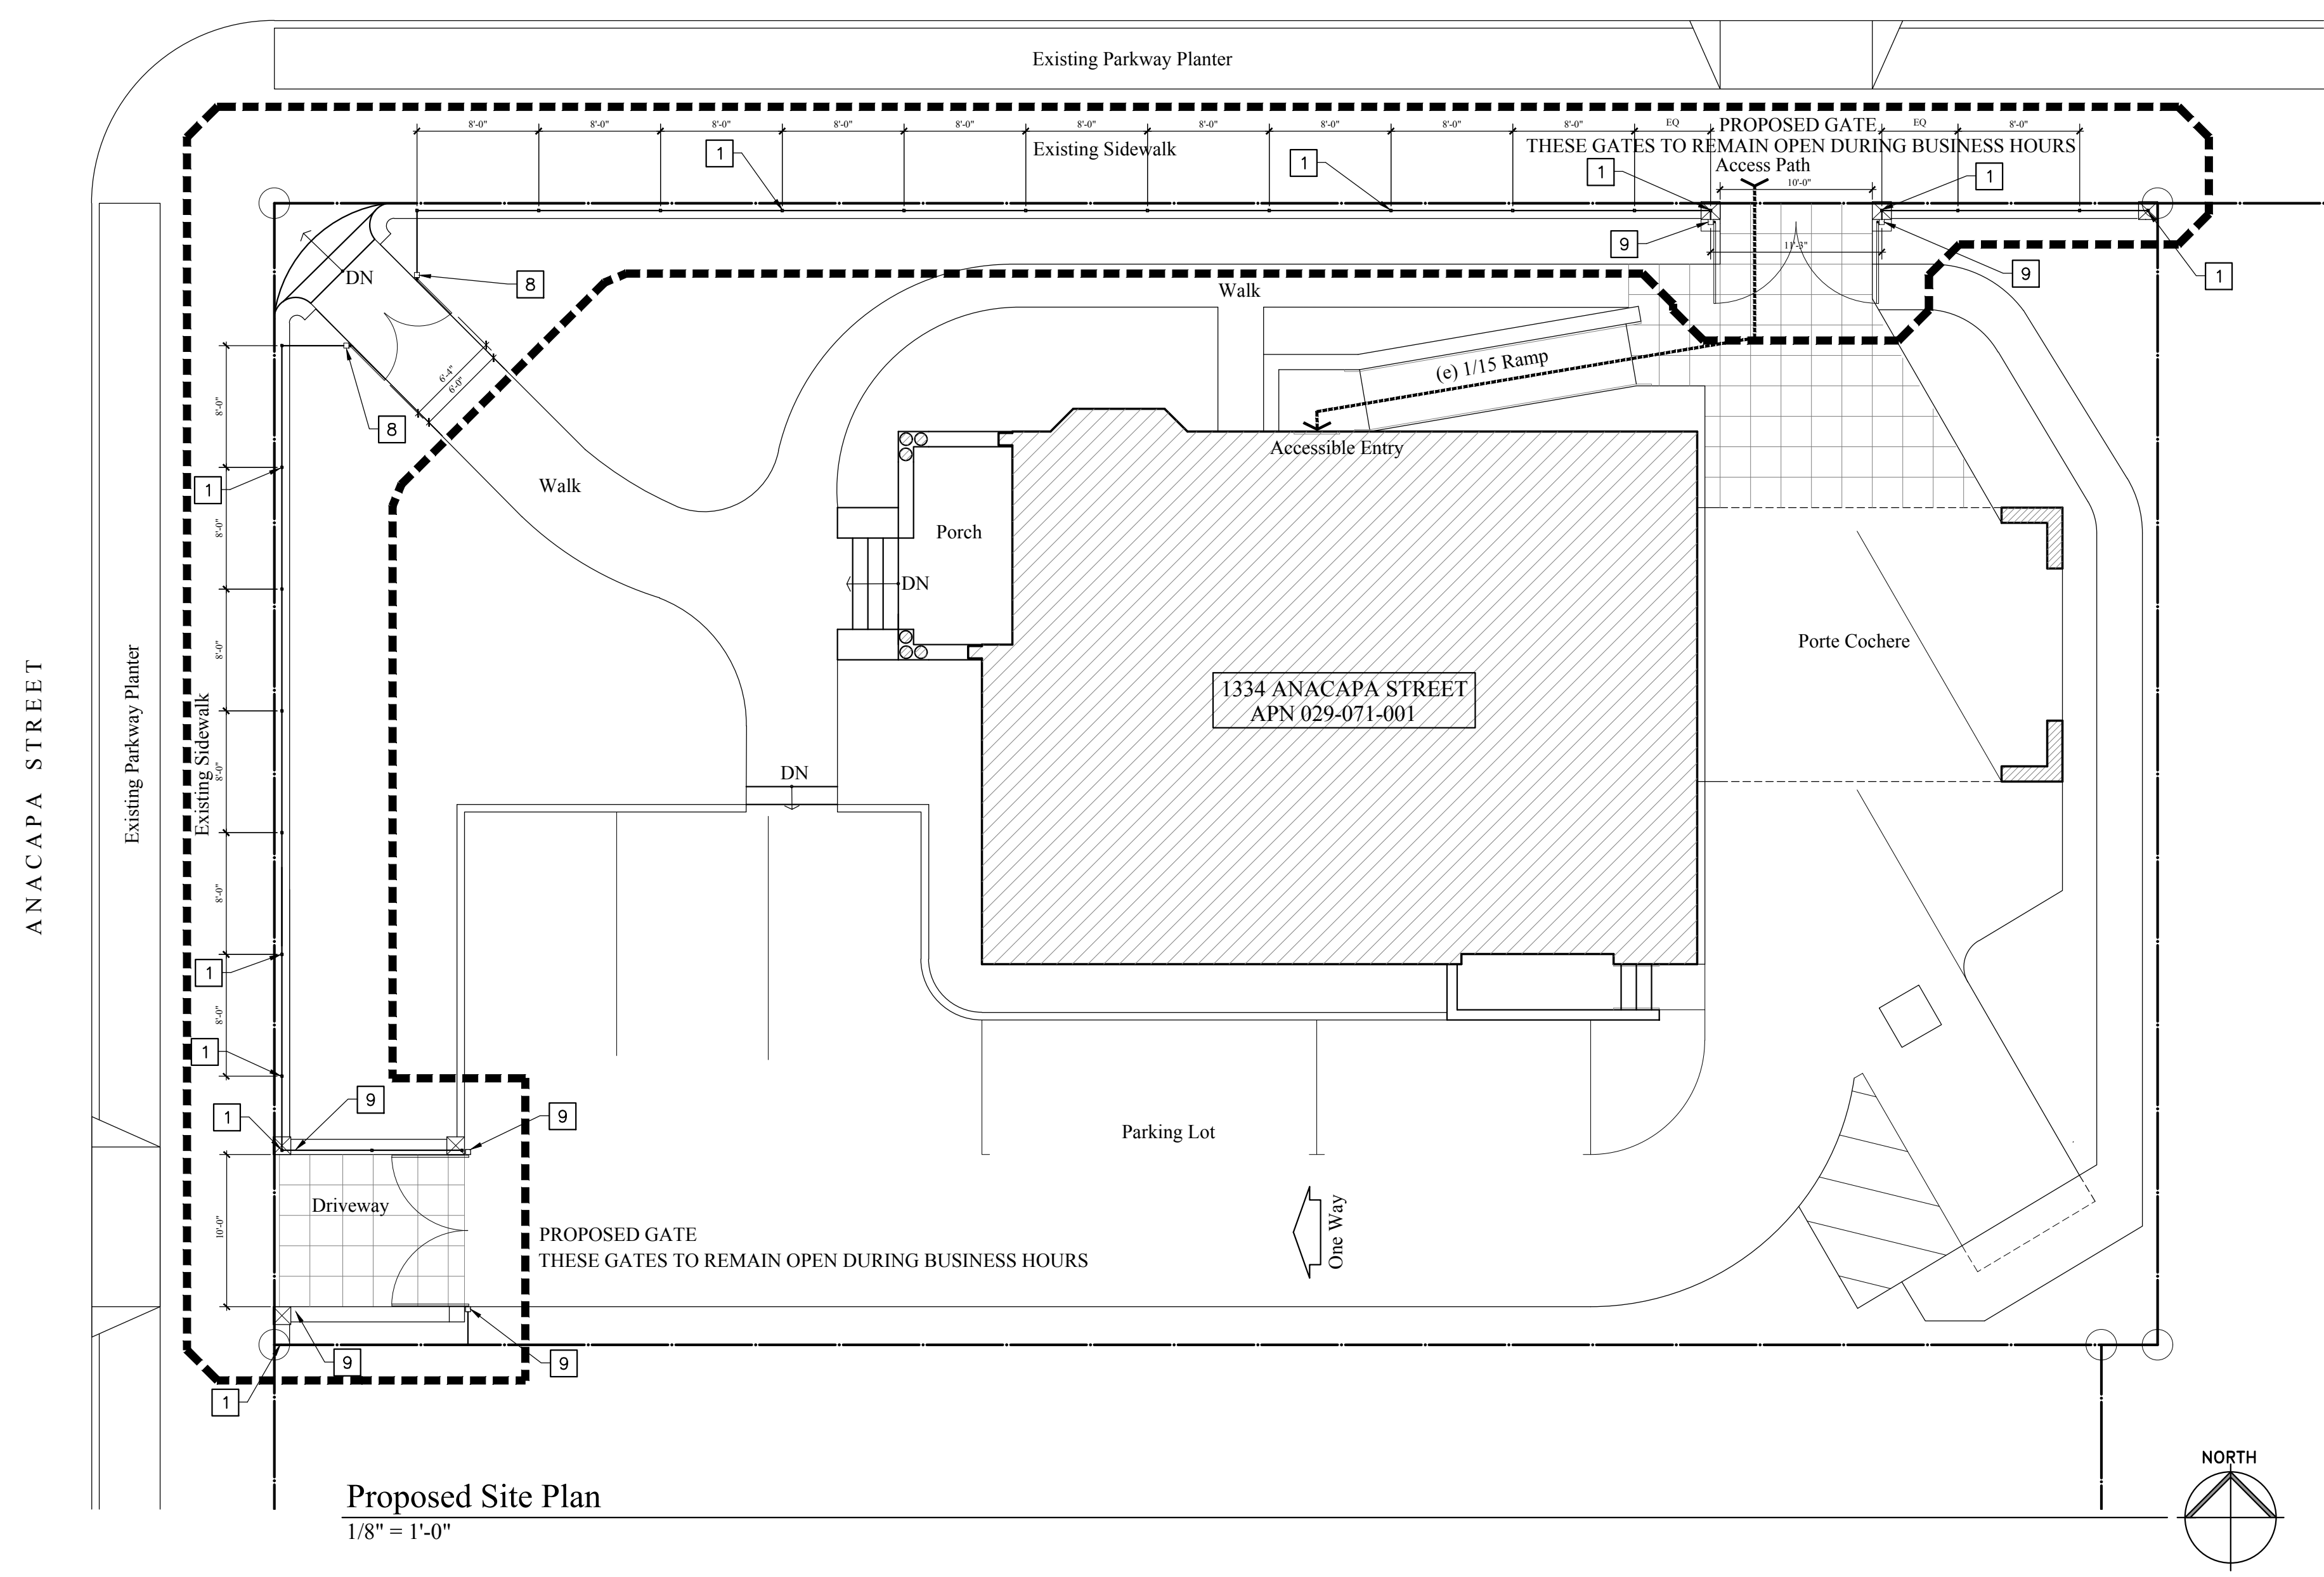 Existing Parkway Planter
8'-0" 8'-0" 8'-0" 8'-0" 8'-0" 8'-0" 8'-0" 8'-0" 8'-0" 8'-0" EQ PROPOSED GATE EQ 8'-0"
Existing Sidewalk
THESE GATES TO REMAIN OPEN DURING BUSINESS HOURS
Access Path
1
1
1
1
10'-0"
9
11'-3"
9
1
DN
8
Walk
6'-4"
6'-0"
8
(e) 1/15 Ramp
Accessible Entry
8'-0"
1
Walk
8'-0"
Porch
DN
8'-0"
Porte Cochere
1334 ANACAPA STREET
APN 029-071-001
ANACAPA STREET
Existing Parkway Planter
Existing Sidewalk
8'-0"
DN
8'-0"
1
8'-0"
1
9
1
9
Parking Lot
Driveway
10'-0"
PROPOSED GATE
THESE GATES TO REMAIN OPEN DURING BUSINESS HOURS
One Way
9
9
1
NORTH
Proposed Site Plan
1/8" = 1'-0"